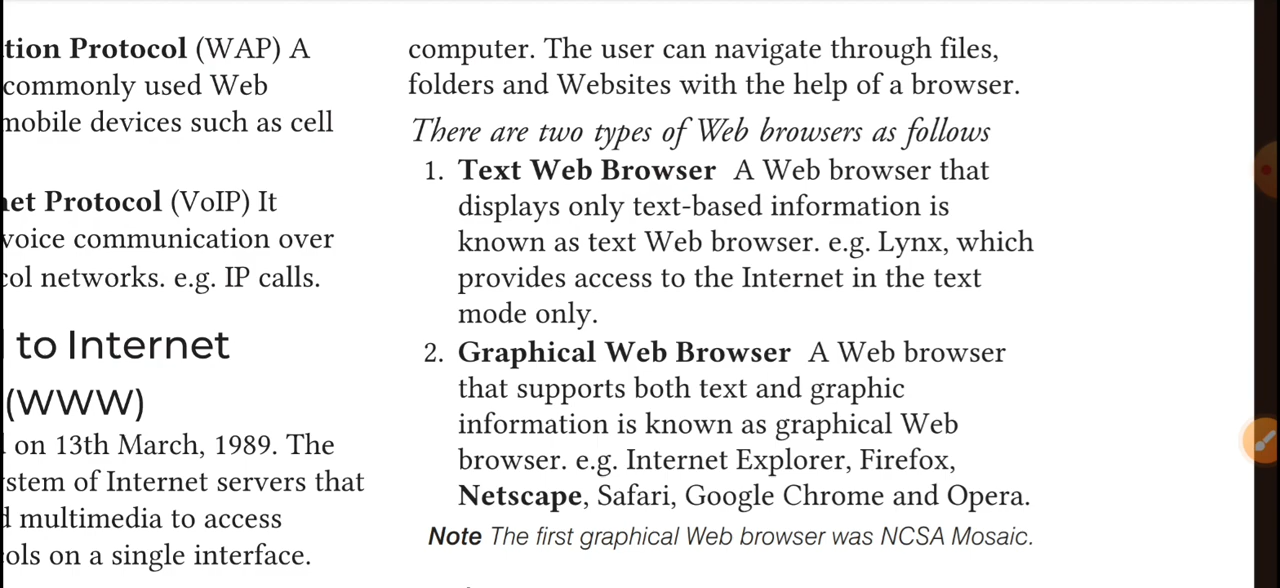 tion Protocol (WAP) A
commonly used Web
mobile devices such as cell
et Protocol (VoIP) It
voice communication over
col networks. e.g. IP calls.
to Internet
(WWW)
on 13th March, 1989. The
stem of Internet servers that
multimedia to access
ols on a single interface.
computer. The user can navigate through files,
folders and Websites with the help of a browser.
There are two types of Web browsers as follows
1. Text Web Browser A Web browser that
displays only text-based information is
known as text Web browser. e.g. Lynx, which
provides access to the Internet in the text
mode only.
2. Graphical Web Browser A Web browser
that supports both text and graphic
information is known as graphical Web
browser. e.g. Internet Explorer, Firefox,
Netscape, Safari, Google Chrome and Opera.
Note The first graphical Web browser was NCSA Mosaic.